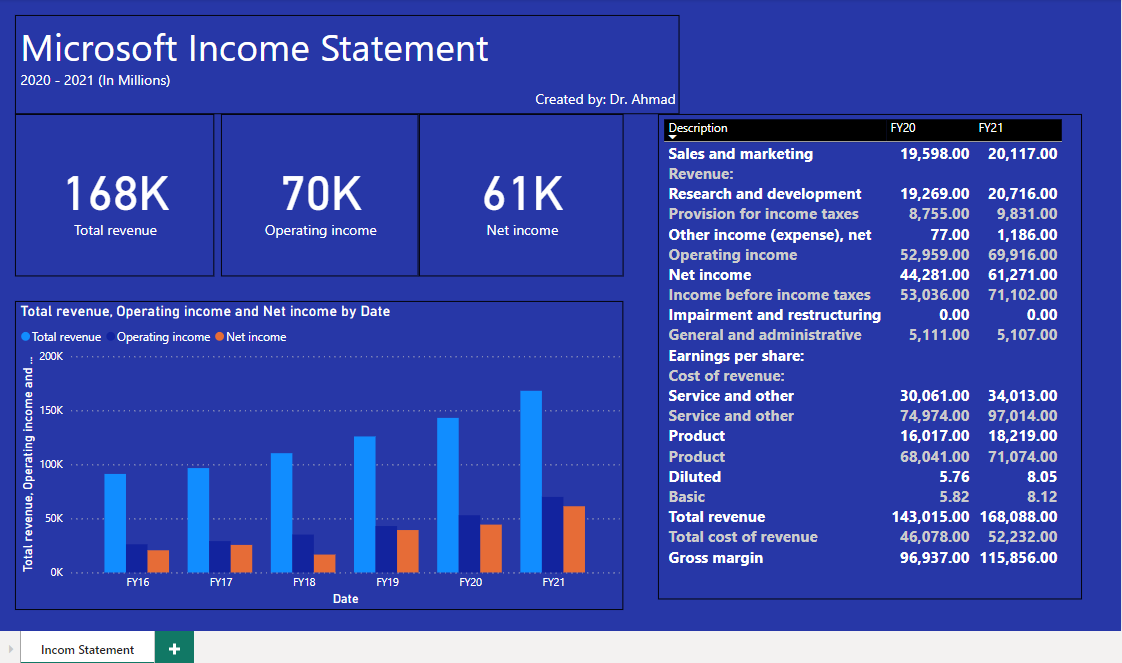 Microsoft Income Statement
2020 - 2021 (In Millions)
Created by: Dr. Ahmad
168K
Total revenue
70K
Operating income
61K
Net income
Total revenue, Operating income and Net income by Date
Total revenue Operating income Net income
Total revenue, Operating income and ...
200K
150K
100K
50K
0K
FY16 FY17 FY18 FY19 FY20 FY21
Date
Description FY20 FY21
Sales and marketing 19,598.00 20,117.00
Revenue:
Research and development 19,269.00 20,716.00
Provision for income taxes 8,755.00 9,831.00
Other income (expense), net 77.00 1,186.00
Operating income 52,959.00 69,916.00
Net income 44,281.00 61,271.00
Income before income taxes 53,036.00 71,102.00
Impairment and restructuring 0.00 0.00
General and administrative 5,111.00 5,107.00
Earnings per share:
Cost of revenue:
Service and other 30,061.00 34,013.00
Service and other 74,974.00 97,014.00
Product 16,017.00 18,219.00
Product 68,041.00 71,074.00
Diluted 5.76 8.05
Basic 5.82 8.12
Total revenue 143,015.00 168,088.00
Total cost of revenue 46,078.00 52,232.00
Gross margin 96,937.00 115,856.00
Incom Statement
+